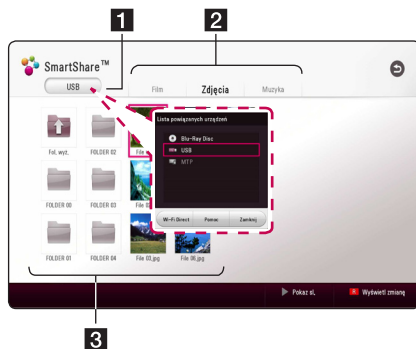 1
2
SmartShare™
USB
Film
Zdjęcia
Muzyka
Lista powiązanych urządzeń
Blu-Ray Disc
USB
MTP
Wi-Fi Direct
Pomoc
Zamknij
Fol. wyż.
FOLDER 02
File
FOLDER 00
FOLDER 03
File
FOLDER 01
FOLDER 04
File 03.jpg
File 06.jpg
Pokaz sl.
Wyświetl zmianę
3